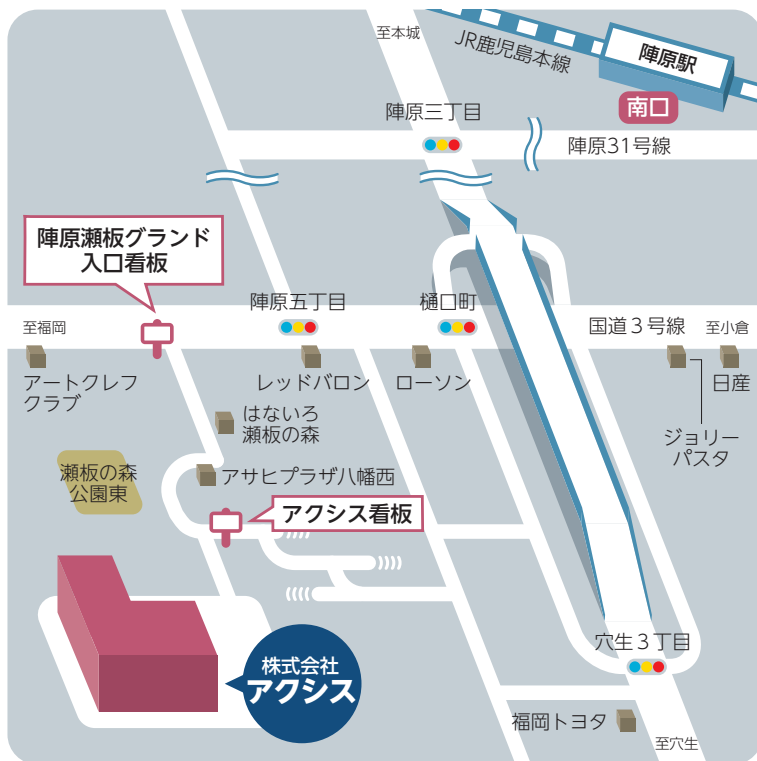 至本城
JR鹿児島本線
陣原駅
南口
陣原三丁目
陣原31号線
陣原瀬板グランド
入口看板
陣原五丁目
樋口町
至福岡
国道3号線
至小倉
アートクレフ
クラブ
レッドバロン
ローソン
日産
ジョリー
パスタ
はないろ
瀬板の森
瀬板の森
公園東
アサヒプラザ八幡西
アクシス看板
株式会社
アクシス
穴生3丁目
福岡トヨタ
至穴生